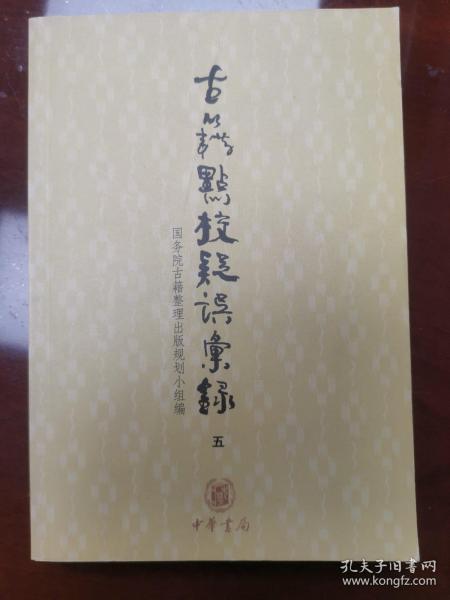 古籍點校疑誤彙錄
五
国务院古籍整理出版规划小组编
中華書局
孔夫子旧书网
www.kongfz.com